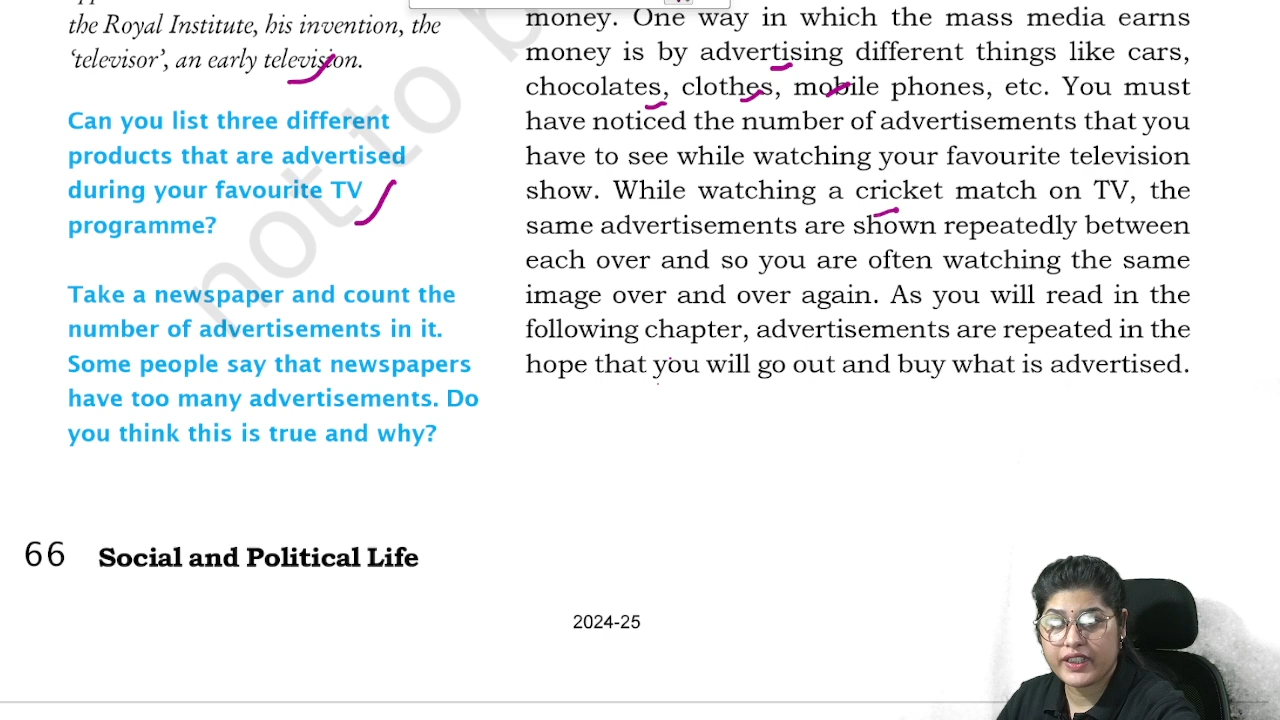 the Royal Institute, his invention, the
‘televisor’, an early television.
Can you list three different
products that are advertised
during your favourite TV
programme?
Take a newspaper and count the
number of advertisements in it.
Some people say that newspapers
have too many advertisements. Do
you think this is true and why?
money. One way in which the mass media earns
money is by advertising different things like cars,
chocolates, clothes, mobile phones, etc. You must
have noticed the number of advertisements that you
have to see while watching your favourite television
show. While watching a cricket match on TV, the
same advertisements are shown repeatedly between
each over and so you are often watching the same
image over and over again. As you will read in the
following chapter, advertisements are repeated in the
hope that you will go out and buy what is advertised.
not to b
66 Social and Political Life
2024-25